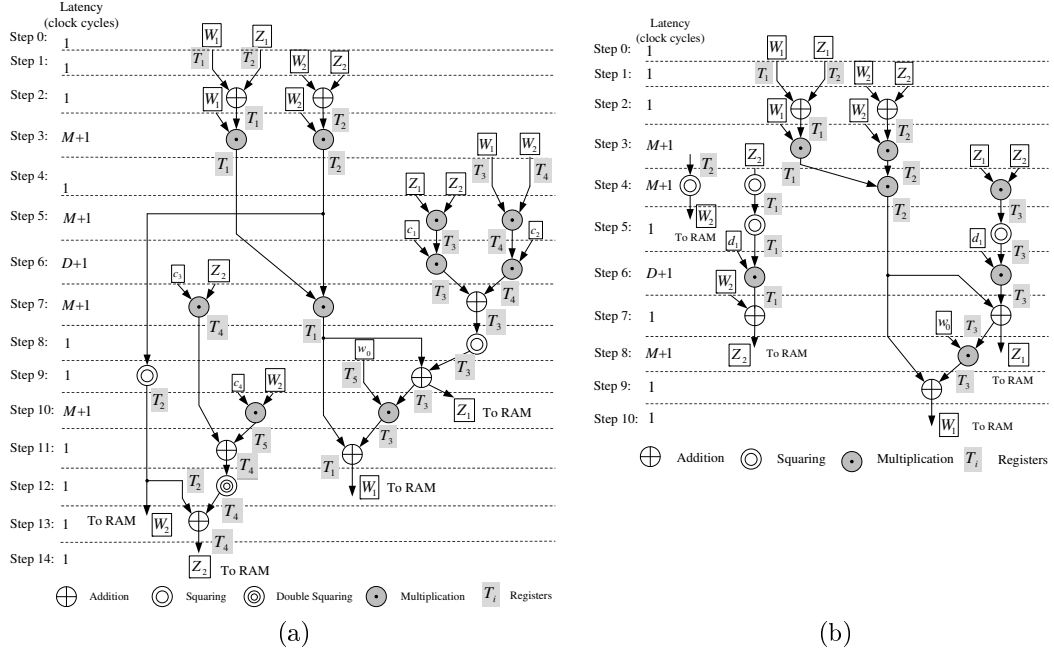 Latency
(clock cycles)
Step 0: 1 W₁ Z₁
Step 1: 1 T₁ T₂ W₂ Z₂
Step 2: 1 W₁ W₂
T₁ T₂
Step 3: M+1 W₁ W₂
T₁ T₂ T₃ T₄
Step 4: 1 Z₁ Z₂
Step 5: M+1 c₁ T₃ T₄ c₂
Step 6: D+1 c₃ Z₂ T₃ T₄
Step 7: M+1 T₄ T₁ T₃
Step 8: 1 w₀ T₃
Step 9: 1 T₂ c₄ W₂ T₅ T₃
Step 10: M+1 T₅ T₃ Z₁ To RAM
Step 11: 1 T₄ T₁
Step 12: 1 T₂ T₄ W₁ To RAM
Step 13: 1 To RAM W₂ T₄
Step 14: 1 Z₂ To RAM
Addition Squaring Double Squaring Multiplication Tᵢ Registers
(a)
Latency
(clock cycles)
Step 0: 1 W₁ Z₁
Step 1: 1 T₁ T₂ W₂ Z₂
Step 2: 1 W₁ W₂
T₁ T₂
Step 3: M+1 T₂ Z₂ T₁ T₂ Z₁ Z₂
Step 4: M+1 T₁ T₂ T₃
W₂
Step 5: 1 To RAM d₁ T₁ d₁ T₃
Step 6: D+1 W₂ T₁ T₃
Step 7: 1 w₀ T₃
Step 8: M+1 Z₂ To RAM T₃ Z₁ To RAM
Step 9: 1
Step 10: 1 W₁ To RAM
Addition Squaring Multiplication Tᵢ Registers
(b)